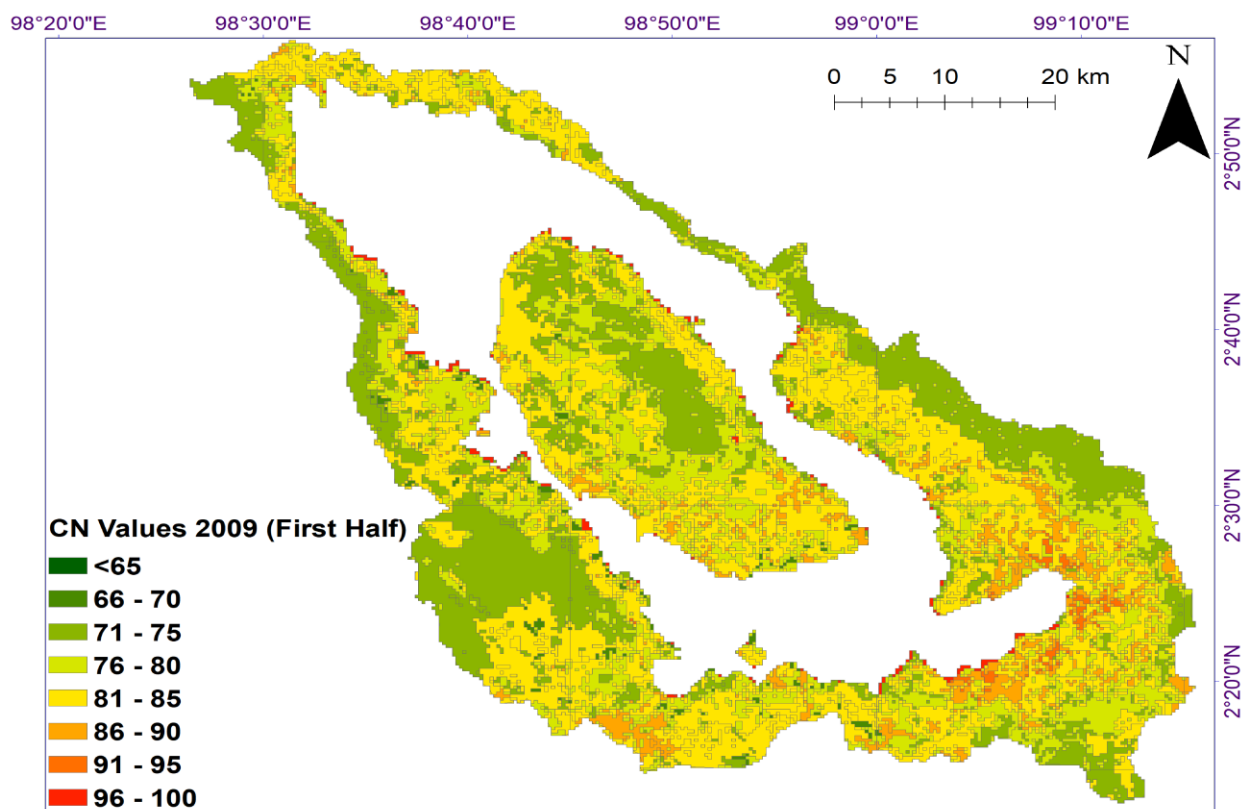 98°20'0"E 98°30'0"E 98°40'0"E 98°50'0"E 99°0'0"E 99°10'0"E
N
0 5 10 20 km
2°50'0"N
2°40'0"N
2°30'0"N
2°20'0"N
CN Values 2009 (First Half)
<65
66 - 70
71 - 75
76 - 80
81 - 85
86 - 90
91 - 95
96 - 100